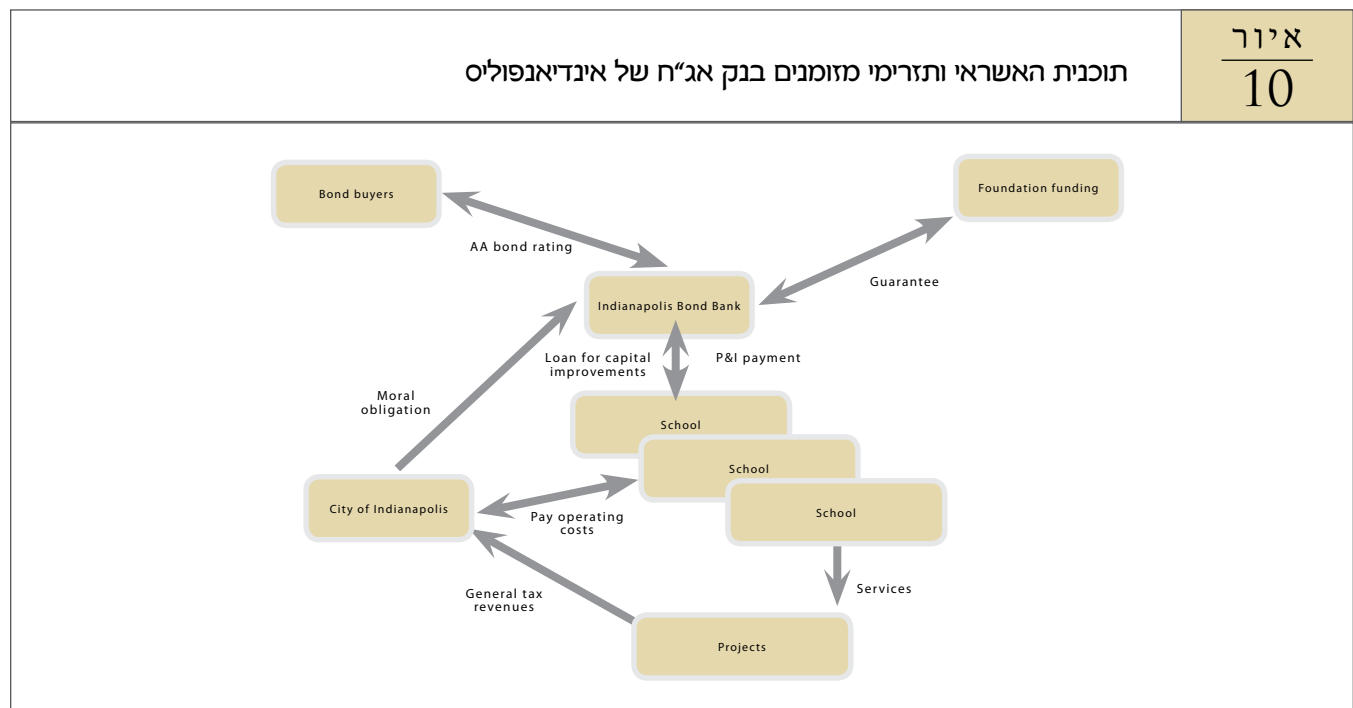 איור
10
תוכנית האשראי ותזרימי מזומנים בנק אג“ח של אינדיאנפוליס
Bond buyers
Foundation funding
AA bond rating
Guarantee
Indianapolis Bond Bank
Loan for capital
improvements
P&I payment
Moral
obligation
School
School
School
City of Indianapolis
Pay operating
costs
General tax
revenues
Services
Projects